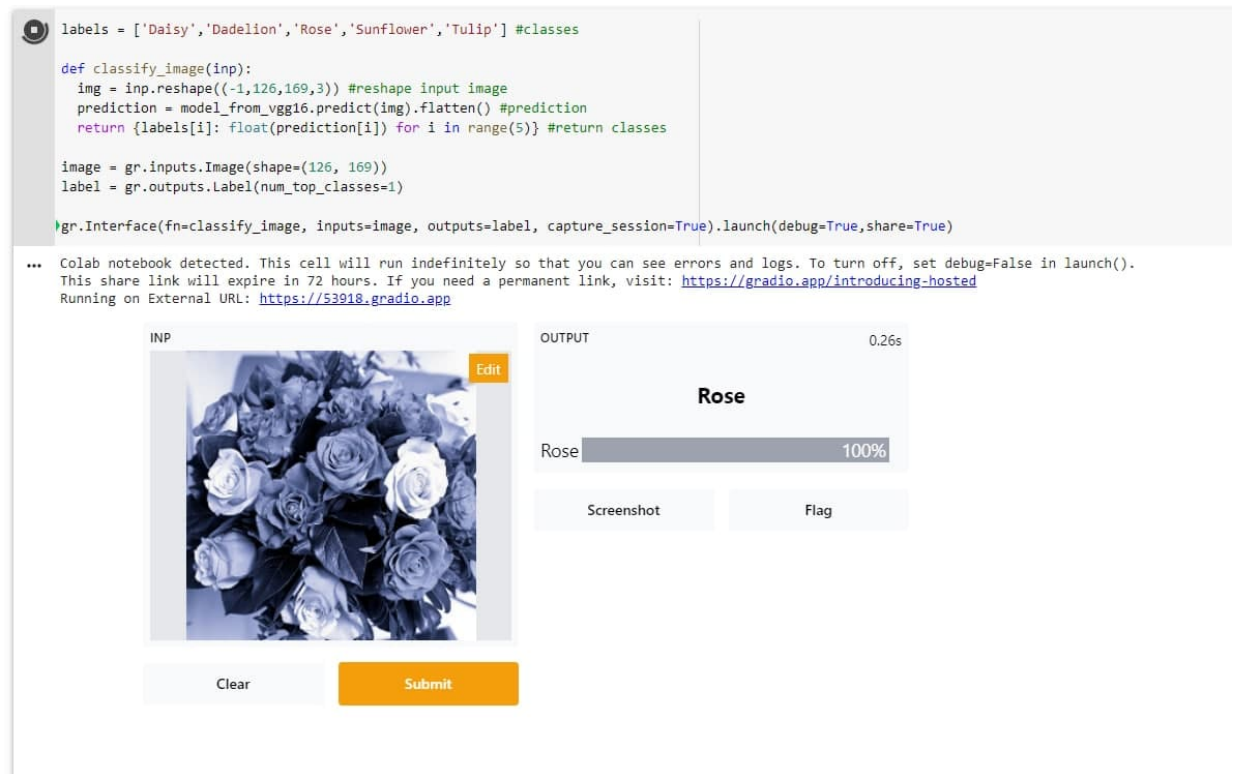 labels = ['Daisy','Dadelion','Rose','Sunflower','Tulip'] #classes
def classify_image(inp):
  img = inp.reshape((-1,126,169,3)) #reshape input image
  prediction = model_from_vgg16.predict(img).flatten() #prediction
  return {labels[i]: float(prediction[i]) for i in range(5)} #return classes
image = gr.inputs.Image(shape=(126, 169))
label = gr.outputs.Label(num_top_classes=1)
gr.Interface(fn=classify_image, inputs=image, outputs=label, capture_session=True).launch(debug=True,share=True)
Colab notebook detected. This cell will run indefinitely so that you can see errors and logs. To turn off, set debug=False in launch().
This share link will expire in 72 hours. If you need a permanent link, visit: https://gradio.app/introducing-hosted
Running on External URL: https://53918.gradio.app
INP
Edit
OUTPUT 0.26s
Rose
Rose 100%
Screenshot Flag
Clear Submit